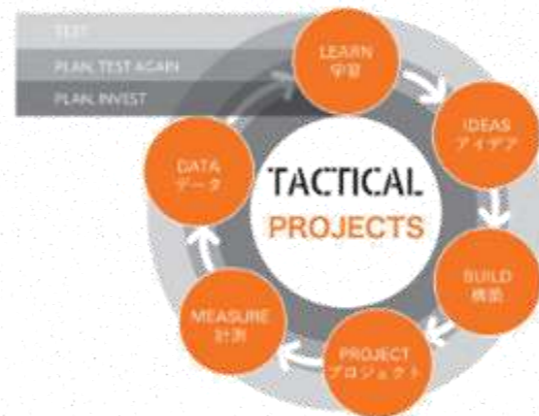 TEST
PLAN, TEST AGAIN
PLAN, INVEST
LEARN
学習
IDEAS
アイデア
BUILD
構築
PROJECT
プロジェクト
MEASURE
計測
DATA
データ
TACTICAL
PROJECTS